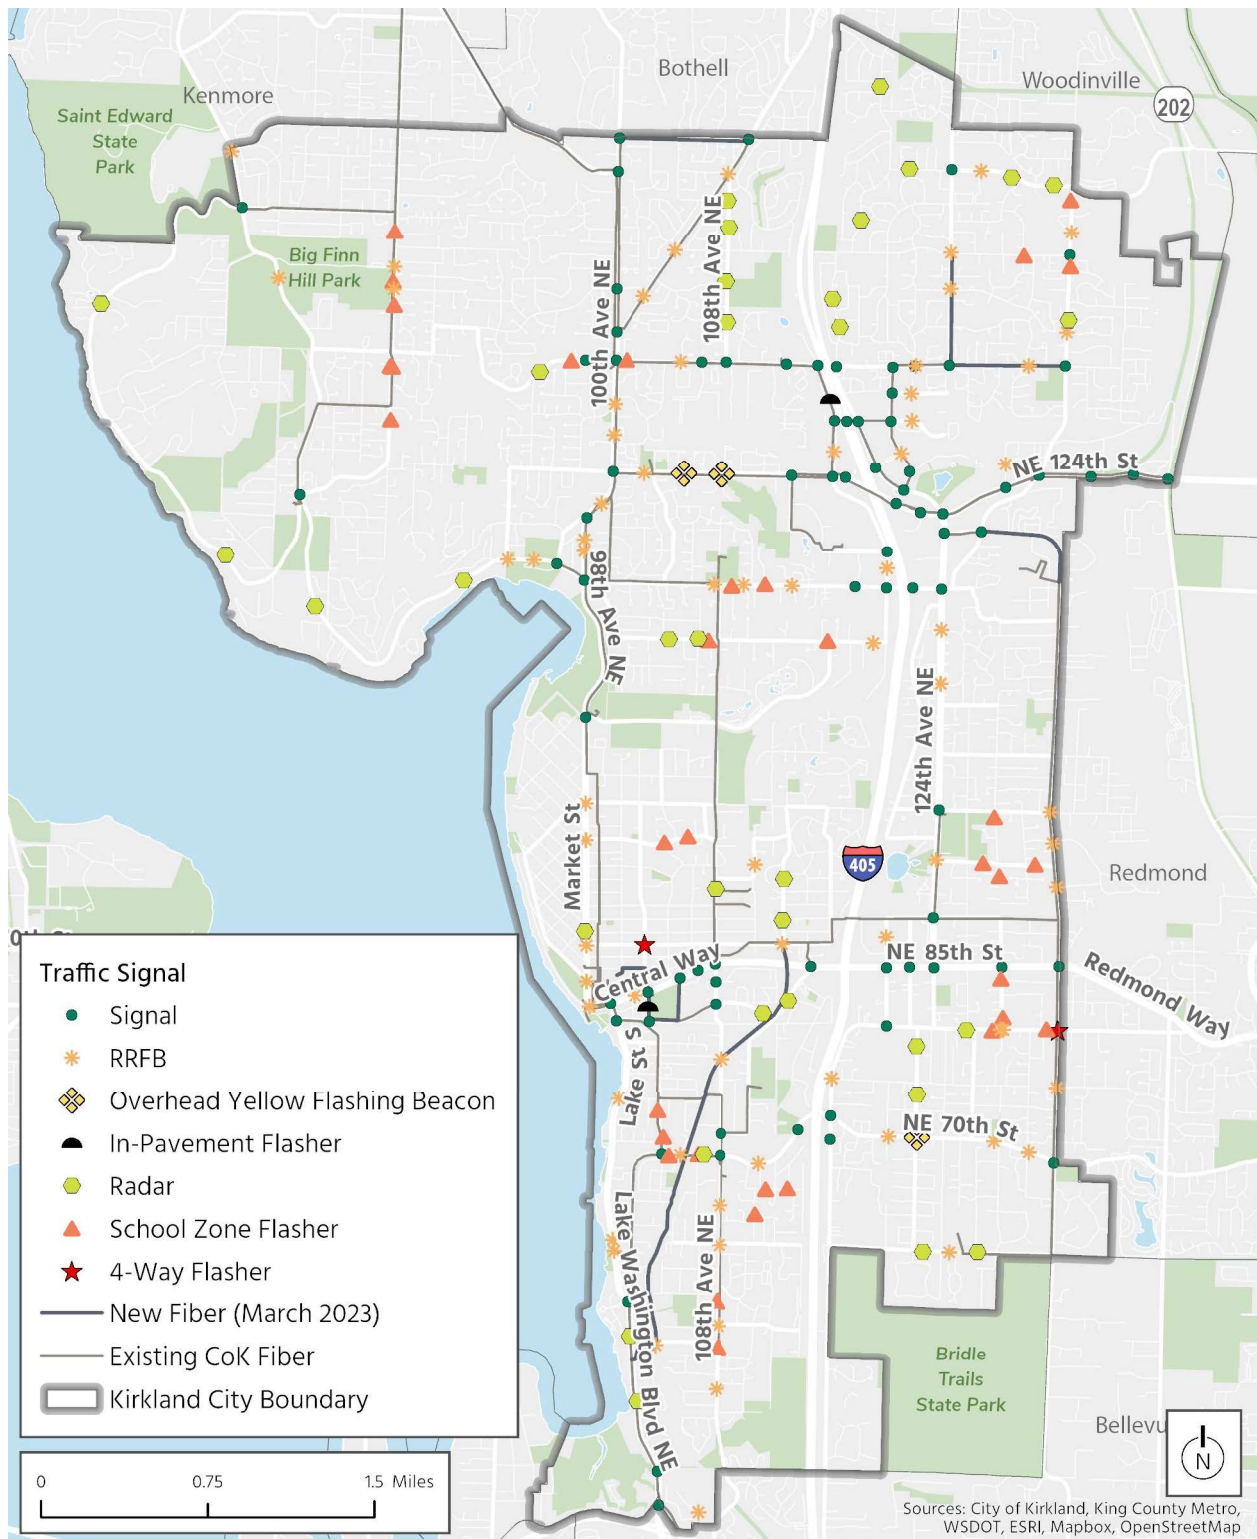 Bothell
Woodinville
Kenmore
202
Saint Edward
State
Park
Big Finn
Hill Park
100th Ave NE
108th Ave NE
NE 124th St
98th Ave NE
124th Ave NE
Market St
405
Redmond
NE 85th St
Central Way
Redmond Way
Lake St S
NE 70th St
Lake Washington Blvd NE
108th Ave NE
Bridle
Trails
State Park
Bellevu
Traffic Signal
Signal
RRFB
Overhead Yellow Flashing Beacon
In-Pavement Flasher
Radar
School Zone Flasher
4-Way Flasher
New Fiber (March 2023)
Existing CoK Fiber
Kirkland City Boundary
0 0.75 1.5 Miles
N
Sources: City of Kirkland, King County Metro,
WSDOT, ESRI, Mapbox, OpenStreetMap